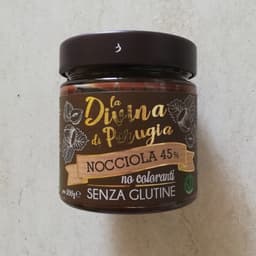 la
Divina
di Perugia
NOCCIOLA 45%
no coloranti
SENZA GLUTINE